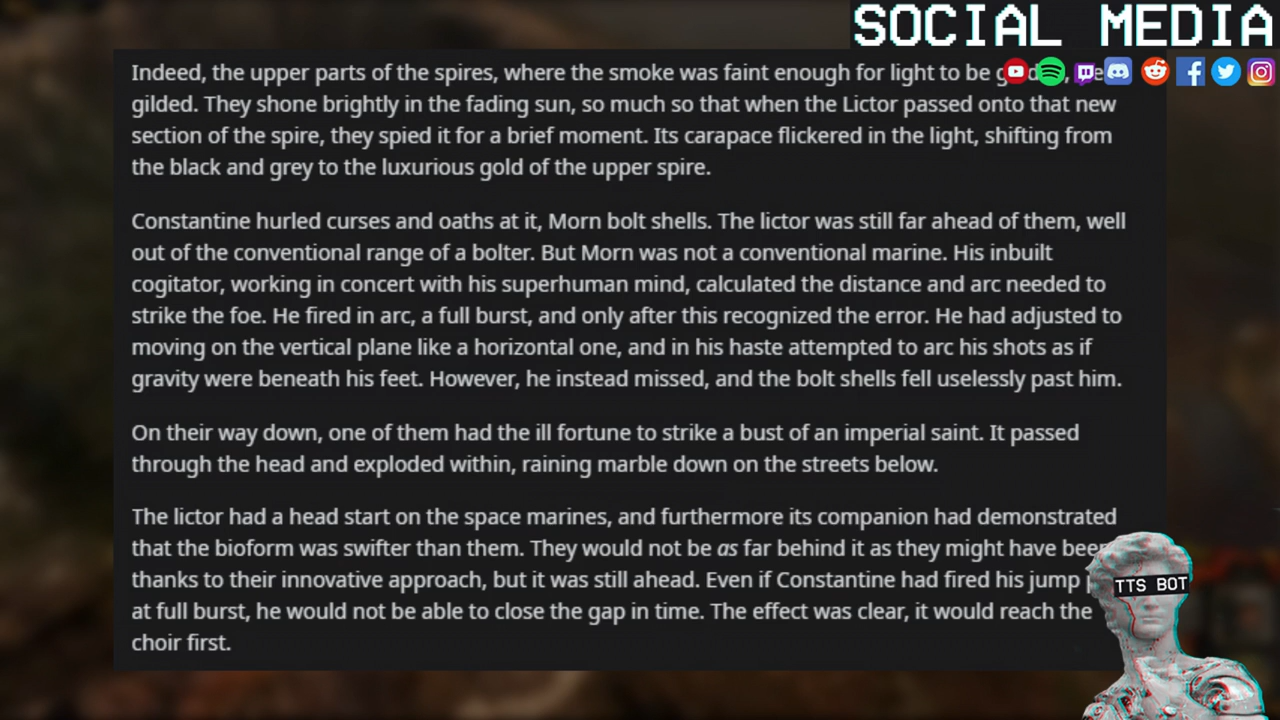 SOCIAL MEDIA
Indeed, the upper parts of the spires, where the smoke was faint enough for light to be
gilded. They shone brightly in the fading sun, so much so that when the Lictor passed onto that new
section of the spire, they spied it for a brief moment. Its carapace flickered in the light, shifting from
the black and grey to the luxurious gold of the upper spire.
Constantine hurled curses and oaths at it, Morn bolt shells. The lictor was still far ahead of them, well
out of the conventional range of a bolter. But Morn was not a conventional marine. His inbuilt
cogitator, working in concert with his superhuman mind, calculated the distance and arc needed to
strike the foe. He fired in arc, a full burst, and only after this recognized the error. He had adjusted to
moving on the vertical plane like a horizontal one, and in his haste attempted to arc his shots as if
gravity were beneath his feet. However, he instead missed, and the bolt shells fell uselessly past him.
On their way down, one of them had the ill fortune to strike a bust of an imperial saint. It passed
through the head and exploded within, raining marble down on the streets below.
The lictor had a head start on the space marines, and furthermore its companion had demonstrated
that the bioform was swifter than them. They would not be as far behind it as they might have been
thanks to their innovative approach, but it was still ahead. Even if Constantine had fired his jump
at full burst, he would not be able to close the gap in time. The effect was clear, it would reach the
choir first.
TTS BOT